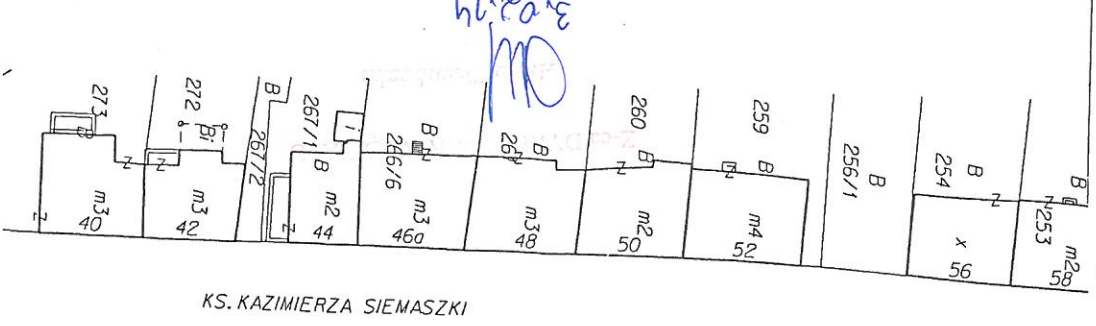 3.02.14
273
272
Bi
267/2
B
267/1
i
B
266/6
B
260
B
259
B
256/1
B
254
B
B
253
Z
Z
Z
Z
Z
Z
Z
Z
Z
Z
m3
40
m3
42
m2
44
m3
46a
m3
48
m2
50
m4
52
x
56
m2
58
KS. KAZIMIERZA SIEMASZKI